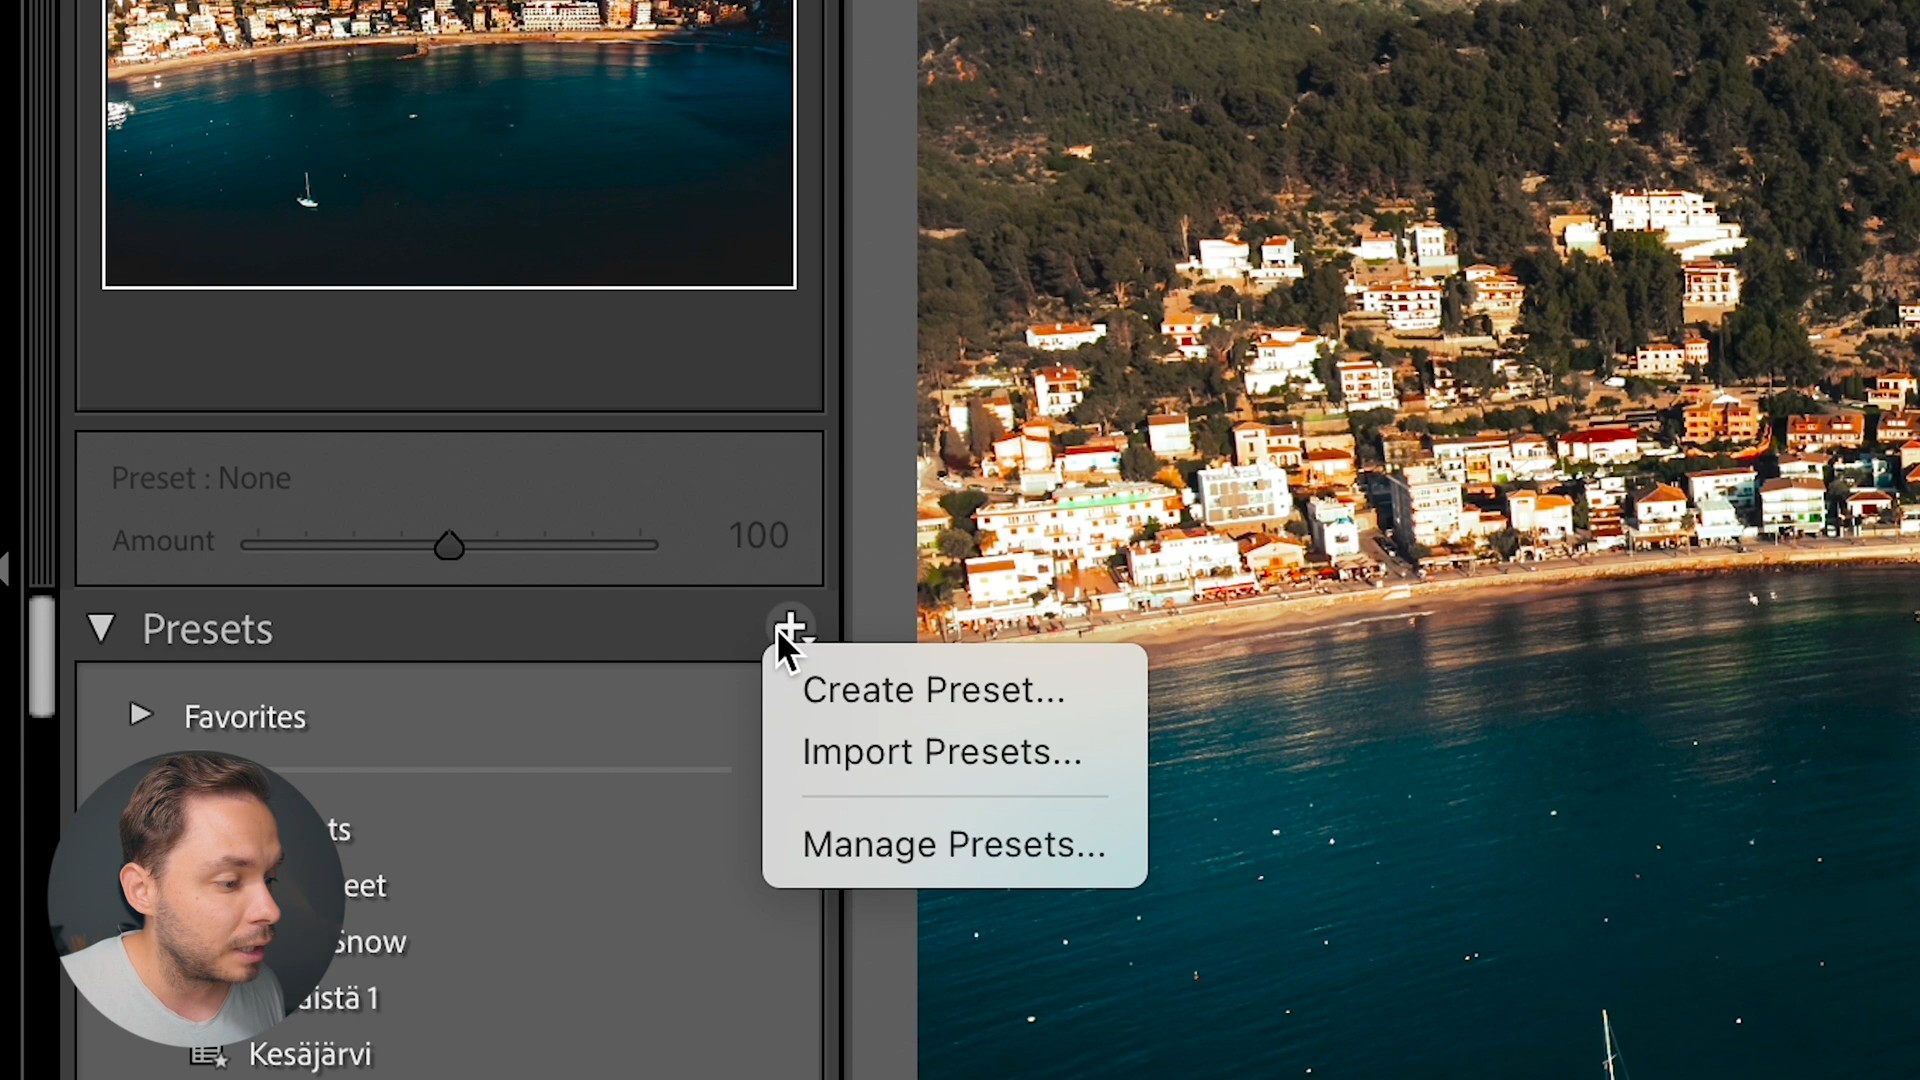 Preset : None
Amount 100
Presets
Create Preset...
Favorites
Import Presets...
ts
Manage Presets...
eet
Snow
istä 1
Kesäjärvi